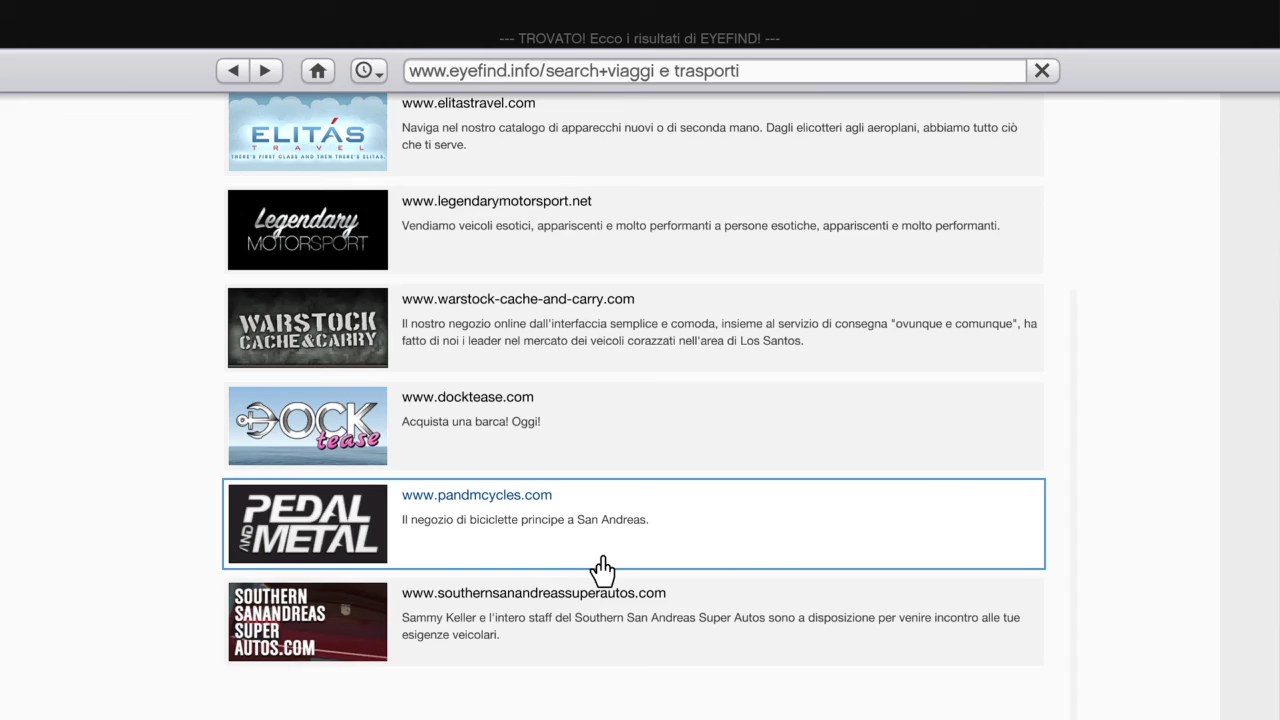 --- TROVATO! Ecco i risultati di EYEFIND! ---
www.eyefind.info/search+viaggi e trasporti
ELITÁS
TRAVEL
THERE'S FIRST CLASS AND THEN THERE'S ELITAS.
www.elitastravel.com
Naviga nel nostro catalogo di apparecchi nuovi o di seconda mano. Dagli elicotteri agli aeroplani, abbiamo tutto ciò
che ti serve.
Legendary
MOTORSPORT
www.legendarymotorsport.net
Vendiamo veicoli esotici, appariscenti e molto performanti a persone esotiche, appariscenti e molto performanti.
WARSTOCK
CACHE&CARRY
www.warstock-cache-and-carry.com
Il nostro negozio online dall'interfaccia semplice e comoda, insieme al servizio di consegna "ovunque e comunque", ha
fatto di noi i leader nel mercato dei veicoli corazzati nell'area di Los Santos.
DOCK
tease
www.docktease.com
Acquista una barca! Oggi!
PEDAL
AND METAL
www.pandmcycles.com
Il negozio di biciclette principe a San Andreas.
SOUTHERN
SANANDREAS
SUPER
AUTOS.COM
www.southernsanandreassuperautos.com
Sammy Keller e l'intero staff del Southern San Andreas Super Autos sono a disposizione per venire incontro alle tue
esigenze veicolari.